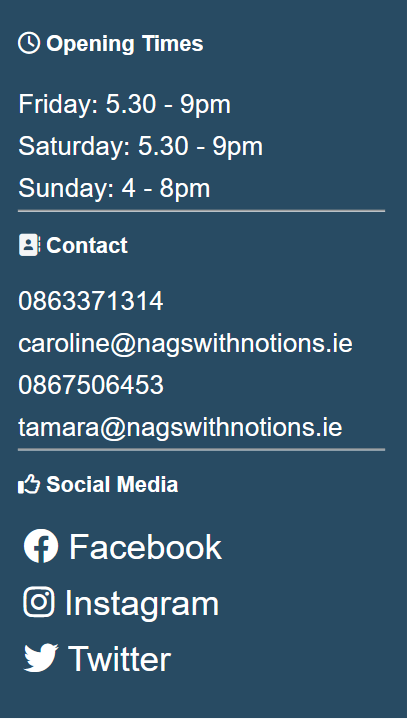 Opening Times
Friday: 5.30 - 9pm
Saturday: 5.30 - 9pm
Sunday: 4 - 8pm
Contact
0863371314
caroline@nagswithnotions.ie
0867506453
tamara@nagswithnotions.ie
Social Media
Facebook
Instagram
Twitter